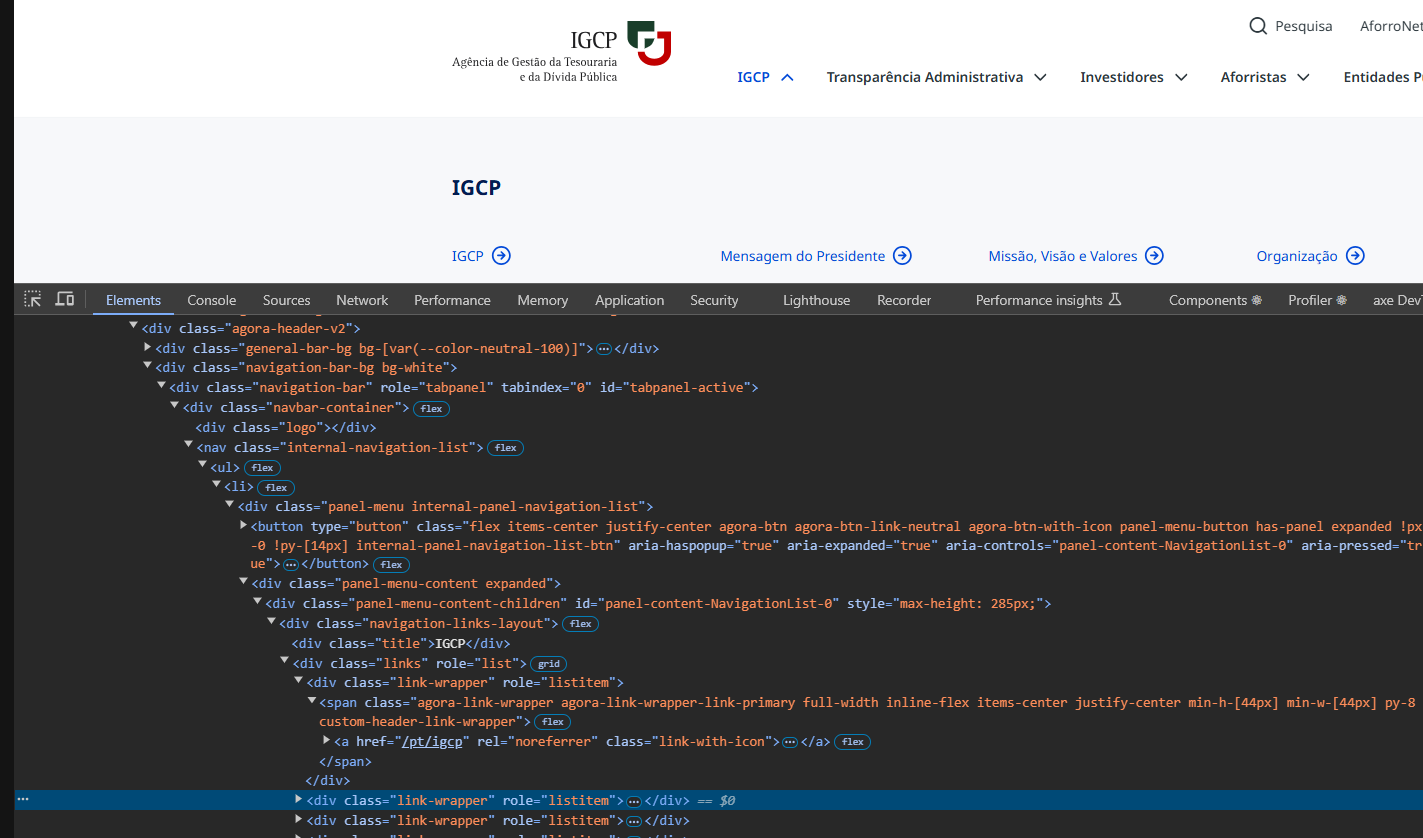 Pesquisa AforroNet
IGCP
Agência de Gestão da Tesouraria
e da Dívida Pública
IGCP Transparência Administrativa Investidores Aforristas Entidades P
IGCP
IGCP Mensagem do Presidente Missão, Visão e Valores Organização
Elements Console Sources Network Performance Memory Application Security Lighthouse Recorder Performance insights Components Profiler axe Dev
<div class="agora-header-v2">
<div class="general-bar-bg bg-[var(--color-neutral-100)]">…</div>
<div class="navigation-bar-bg bg-white">
<div class="navigation-bar" role="tabpanel" tabindex="0" id="tabpanel-active">
<div class="navbar-container"> flex
<div class="logo"></div>
<nav class="internal-navigation-list"> flex
<ul> flex
<li> flex
<div class="panel-menu internal-panel-navigation-list">
<button type="button" class="flex items-center justify-center agora-btn agora-btn-link-neutral agora-btn-with-icon panel-menu-button has-panel expanded !px
-0 !py-[14px] internal-panel-navigation-list-btn" aria-haspopup="true" aria-expanded="true" aria-controls="panel-content-NavigationList-0" aria-pressed="tr
ue">…</button> flex
<div class="panel-menu-content expanded">
<div class="panel-menu-content-children" id="panel-content-NavigationList-0" style="max-height: 285px;">
<div class="navigation-links-layout"> flex
<div class="title">IGCP</div>
<div class="links" role="list"> grid
<div class="link-wrapper" role="listitem">
<span class="agora-link-wrapper agora-link-wrapper-link-primary full-width inline-flex items-center justify-center min-h-[44px] min-w-[44px] py-8
custom-header-link-wrapper"> flex
<a href="/pt/igcp" rel="noreferrer" class="link-with-icon">…</a> flex
</span>
</div>
… <div class="link-wrapper" role="listitem">…</div> == $0
<div class="link-wrapper" role="listitem">…</div>